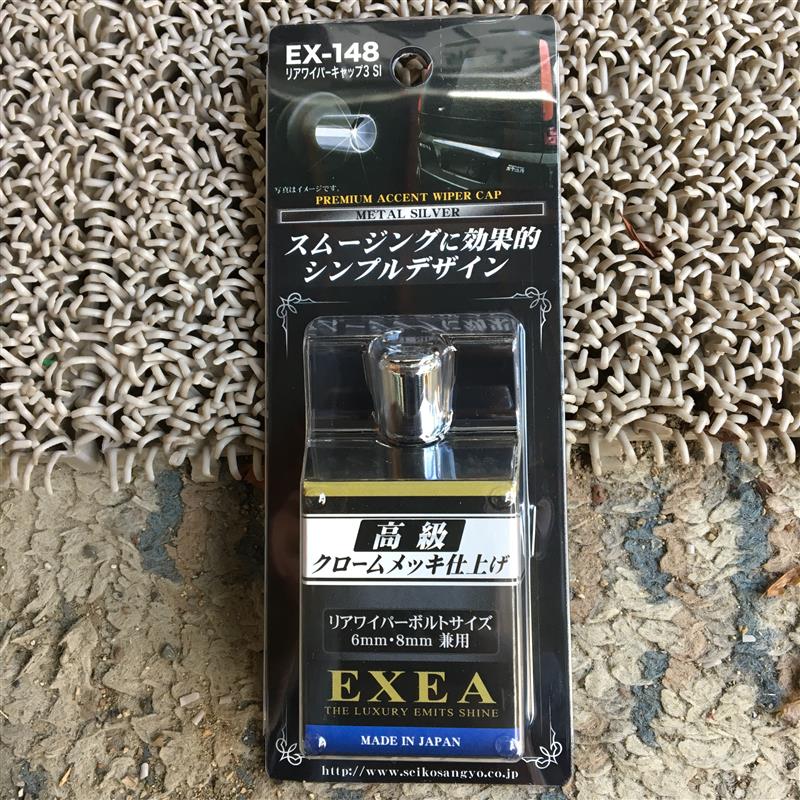 EX-148
リアワイパーキャップ3 SI
写真はイメージです。
PREMIUM ACCENT WIPER CAP
METAL SILVER
スムージングに効果的
シンプルデザイン
高級
クロームメッキ仕上げ
リアワイパーボルトサイズ
6mm・8mm 兼用
EXEA
THE LUXURY EMITS SHINE
MADE IN JAPAN
http://www.seikosangyo.co.jp